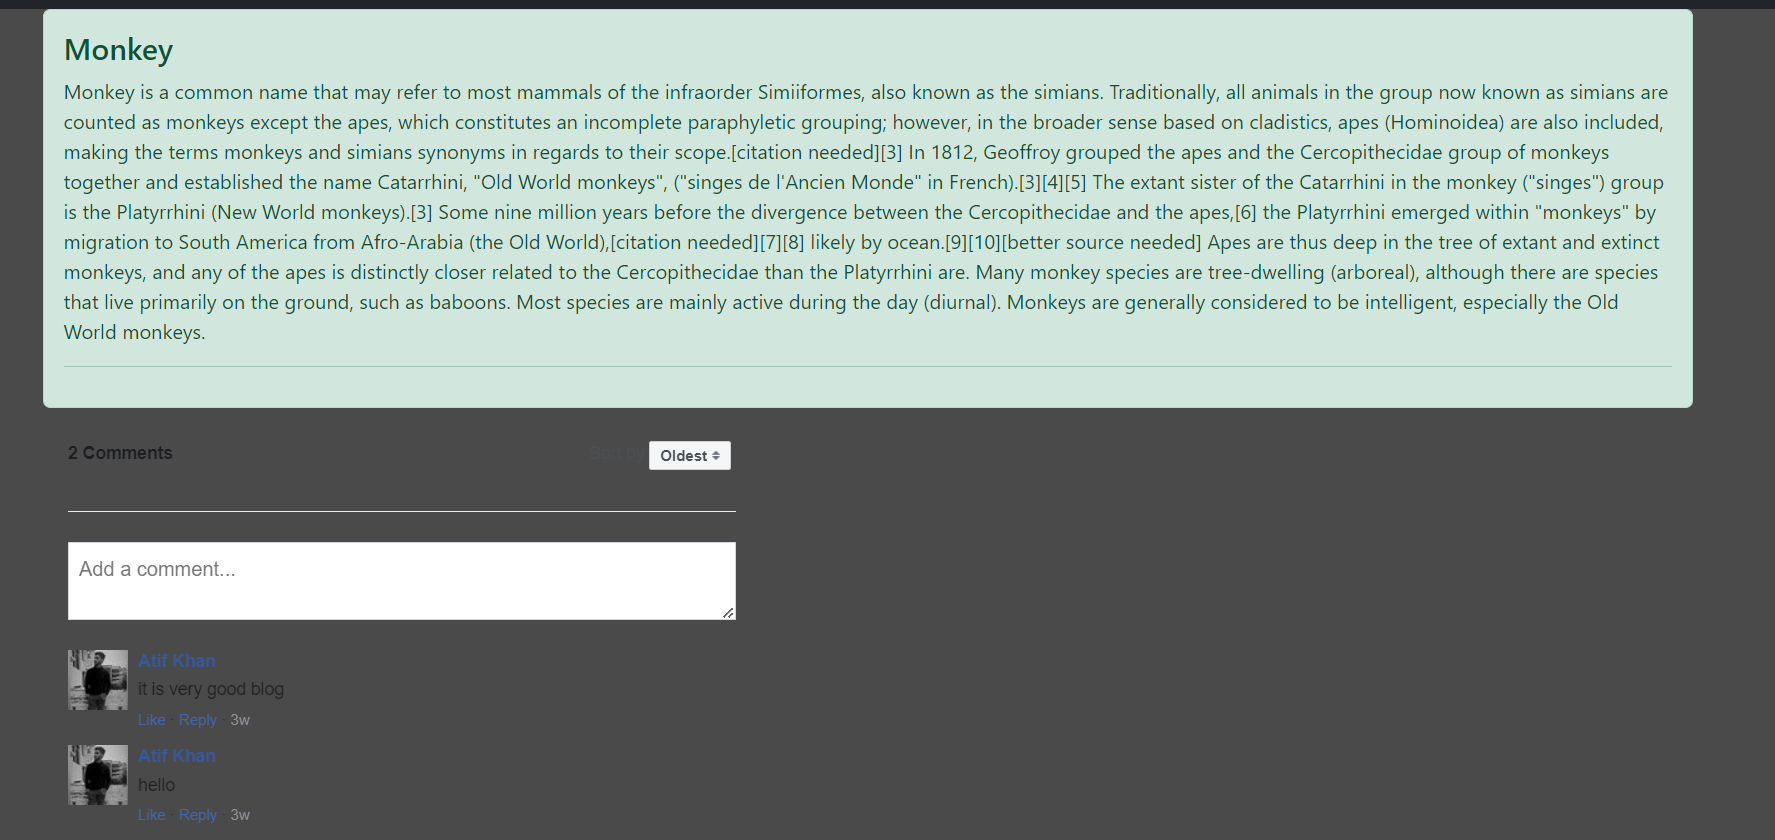 Monkey
Monkey is a common name that may refer to most mammals of the infraorder Simiiformes, also known as the simians. Traditionally, all animals in the group now known as simians are
counted as monkeys except the apes, which constitutes an incomplete paraphyletic grouping; however, in the broader sense based on cladistics, apes (Hominoidea) are also included,
making the terms monkeys and simians synonyms in regards to their scope.[citation needed][3] In 1812, Geoffroy grouped the apes and the Cercopithecidae group of monkeys
together and established the name Catarrhini, "Old World monkeys", ("singes de l'Ancien Monde" in French).[3][4][5] The extant sister of the Catarrhini in the monkey ("singes") group
is the Platyrrhini (New World monkeys).[3] Some nine million years before the divergence between the Cercopithecidae and the apes,[6] the Platyrrhini emerged within "monkeys" by
migration to South America from Afro-Arabia (the Old World),[citation needed][7][8] likely by ocean.[9][10][better source needed] Apes are thus deep in the tree of extant and extinct
monkeys, and any of the apes is distinctly closer related to the Cercopithecidae than the Platyrrhini are. Many monkey species are tree-dwelling (arboreal), although there are species
that live primarily on the ground, such as baboons. Most species are mainly active during the day (diurnal). Monkeys are generally considered to be intelligent, especially the Old
World monkeys.
2 Comments Sort by Oldest
Add a comment...
Atif Khan
it is very good blog
Like · Reply · 3w
Atif Khan
hello
Like · Reply · 3w